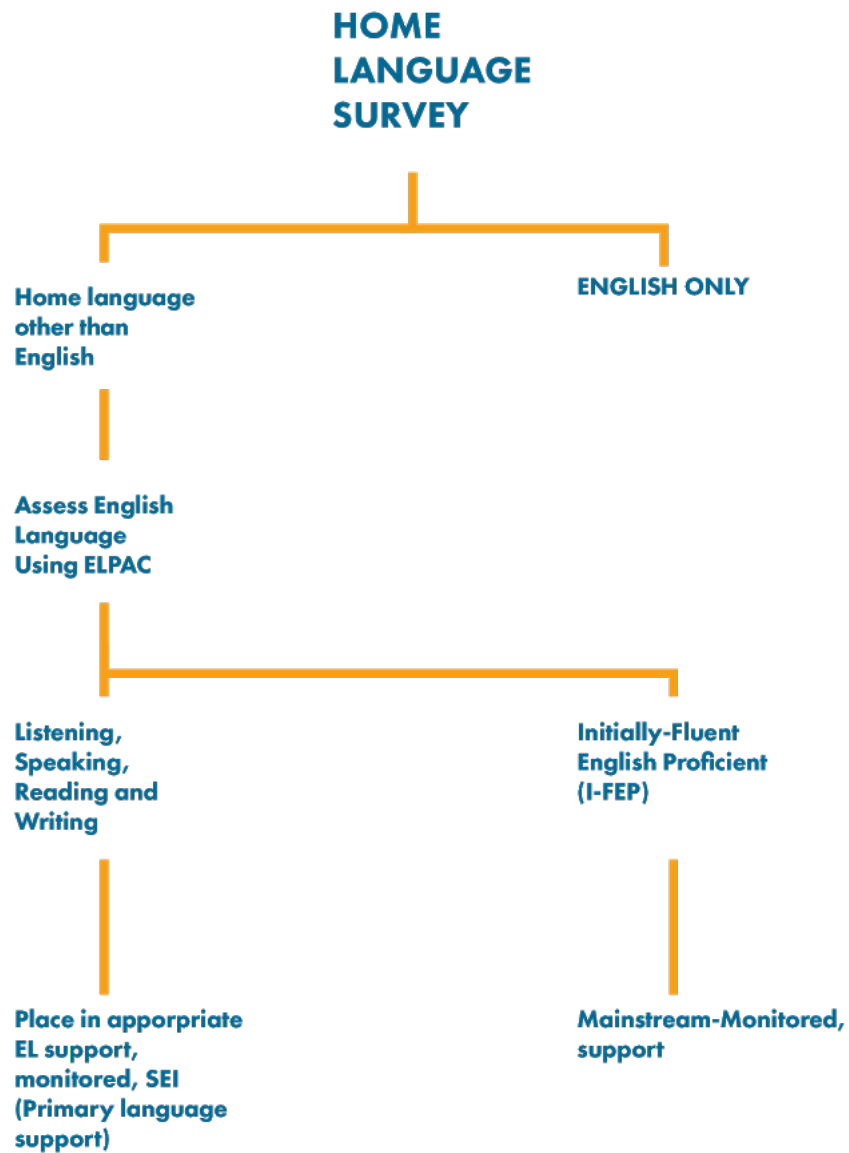 HOME
LANGUAGE
SURVEY
Home language
other than
English
ENGLISH ONLY
Assess English
Language
Using ELPAC
Listening,
Speaking,
Reading and
Writing
Initially-Fluent
English Proficient
(I-FEP)
Place in apporpriate
EL support,
monitored, SEI
(Primary language
support)
Mainstream-Monitored,
support